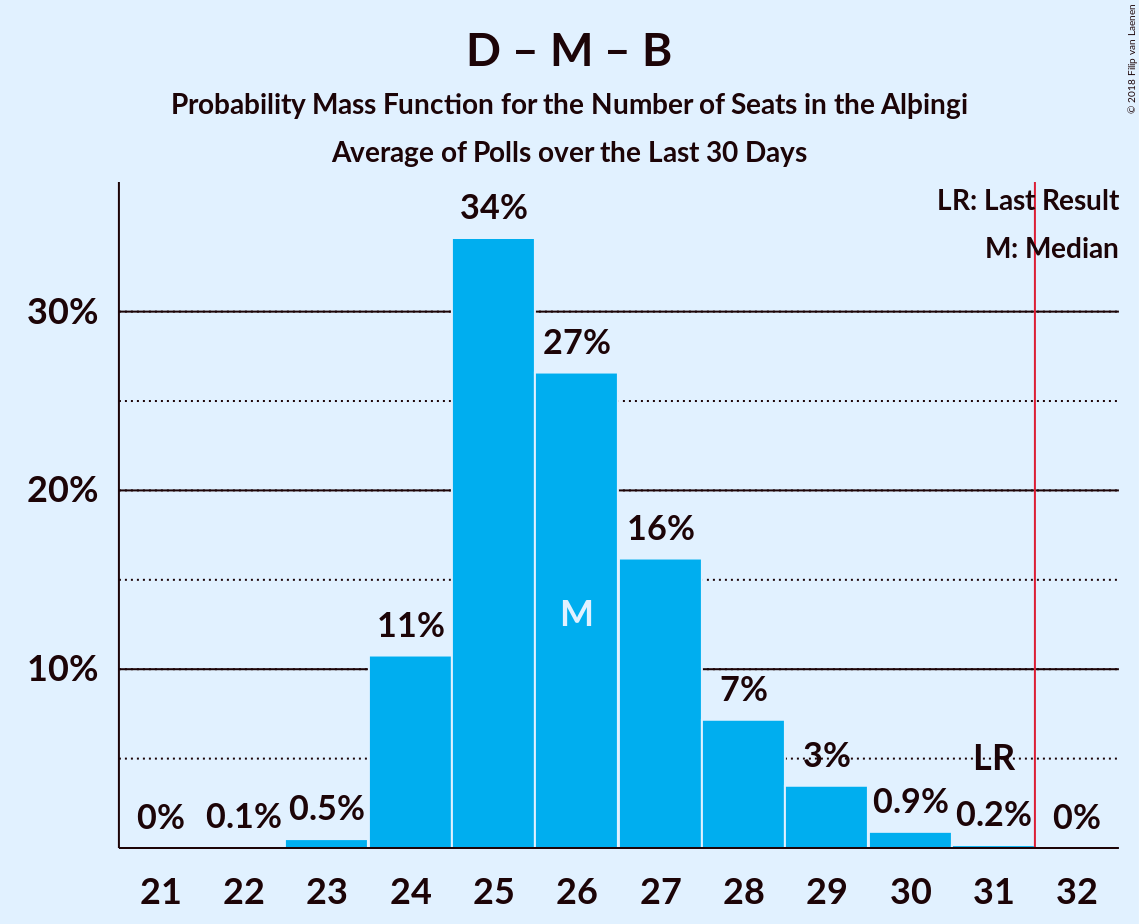 D – M – B
Probability Mass Function for the Number of Seats in the Alþingi
Average of Polls over the Last 30 Days
© 2018 Filip van Laenen
LR: Last Result
M: Median
34%
30%
27%
20%
16%
M
11%
10%
7%
3%
LR
0%
0.1%
0.5%
0.9%
0.2%
0%
21 22 23 24 25 26 27 28 29 30 31 32